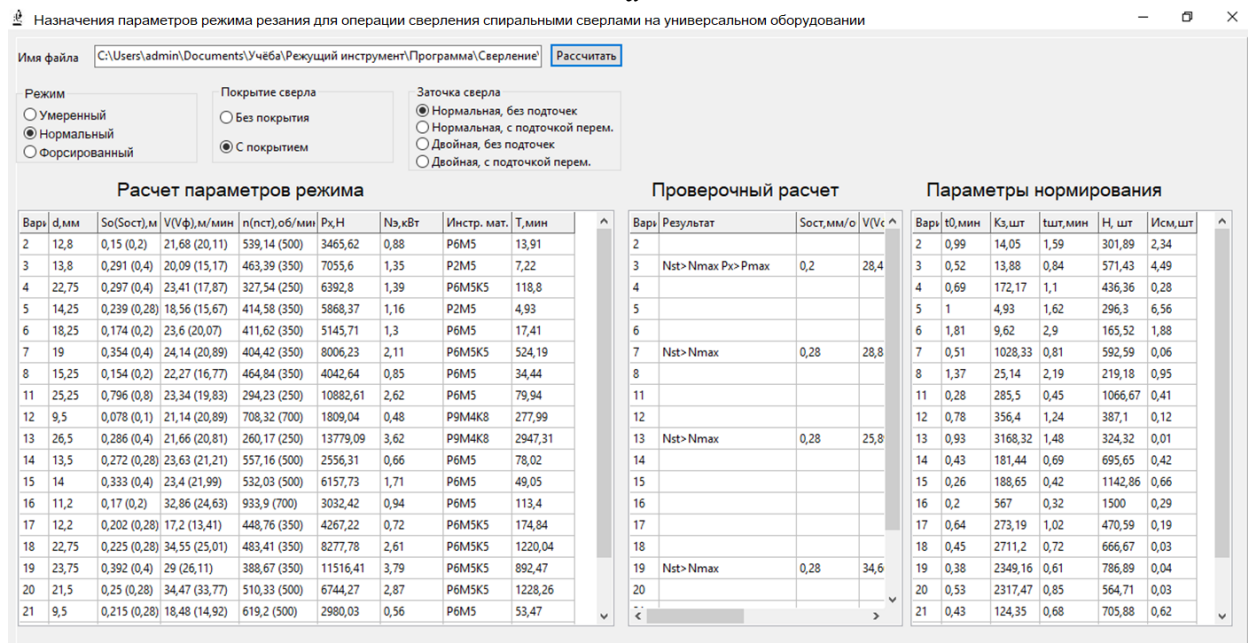 Назначения параметров режима резания для операции сверления спиральными сверлами на универсальном оборудовании
Имя файла C:\Users\admin\Documents\Учёба\Режущий инструмент\Программа\Сверление\ Рассчитать
Режим Покрытие сверла Заточка сверла
Умеренный Без покрытия Нормальная, без подточек
Нормальный С покрытием Нормальная, с подточкой перем.
Форсированный Двойная, без подточек
Двойная, с подточкой перем.
Расчет параметров режима Проверочный расчет Параметры нормирования
Вари d,мм So(Sост),м V(Vф),м/мин n(nст),об/мин Px,Н Nэ,кВт Инстр. мат. T,мин Вари Результат Sост,мм/о V(Vс Вари t0,мин Кз,шт tшт,мин Н, шт Исм,шт
2 12,8 0,15 (0,2) 21,68 (20,11) 539,14 (500) 3465,62 0,88 Р6М5 13,91 2 2 0,99 14,05 1,59 301,89 2,34
3 13,8 0,291 (0,4) 20,09 (15,17) 463,39 (350) 7055,6 1,35 Р2М5 7,22 3 Nst>Nmax Px>Pmax 0,2 28,4 3 0,52 13,88 0,84 571,43 4,49
4 22,75 0,297 (0,4) 23,41 (17,87) 327,54 (250) 6392,8 1,39 Р6М5К5 118,8 4 4 0,69 172,17 1,1 436,36 0,28
5 14,25 0,239 (0,28) 18,56 (15,67) 414,58 (350) 5868,37 1,16 Р2М5 4,93 5 5 1 4,93 1,62 296,3 6,56
6 18,25 0,174 (0,2) 23,6 (20,07) 411,62 (350) 5145,71 1,3 Р6М5 17,41 6 6 1,81 9,62 2,9 165,52 1,88
7 19 0,354 (0,4) 24,14 (20,89) 404,42 (350) 8006,23 2,11 Р6М5К5 524,19 7 Nst>Nmax 0,28 28,8 7 0,51 1028,33 0,81 592,59 0,06
8 15,25 0,154 (0,2) 22,27 (16,77) 464,84 (350) 4042,64 0,85 Р6М5 34,44 8 8 1,37 25,14 2,19 219,18 0,95
11 25,25 0,796 (0,8) 23,34 (19,83) 294,23 (250) 10882,61 2,62 Р6М5 79,94 11 11 0,28 285,5 0,45 1066,67 0,41
12 9,5 0,078 (0,1) 21,14 (20,89) 708,32 (700) 1809,04 0,48 Р9М4К8 277,99 12 12 0,78 356,4 1,24 387,1 0,12
13 26,5 0,286 (0,4) 21,66 (20,81) 260,17 (250) 13779,09 3,62 Р9М4К8 2947,31 13 Nst>Nmax 0,28 25,8 13 0,93 3168,32 1,48 324,32 0,01
14 13,5 0,272 (0,28) 23,63 (21,21) 557,16 (500) 2556,31 0,66 Р6М5 78,02 14 14 0,43 181,44 0,69 695,65 0,42
15 14 0,333 (0,4) 23,4 (21,99) 532,03 (500) 6157,73 1,71 Р6М5 49,05 15 15 0,26 188,65 0,42 1142,86 0,66
16 11,2 0,17 (0,2) 32,86 (24,63) 933,9 (700) 3032,42 0,94 Р6М5 113,4 16 16 0,2 567 0,32 1500 0,29
17 12,2 0,202 (0,28) 17,2 (13,41) 448,76 (350) 4267,22 0,72 Р6М5К5 174,84 17 17 0,64 273,19 1,02 470,59 0,19
18 22,75 0,225 (0,28) 34,55 (25,01) 483,41 (350) 8277,78 2,61 Р6М5К5 1220,04 18 18 0,45 2711,2 0,72 666,67 0,03
19 23,75 0,392 (0,4) 29 (26,11) 388,67 (350) 11516,41 3,79 Р6М5К5 892,47 19 Nst>Nmax 0,28 34,6 19 0,38 2349,16 0,61 786,89 0,04
20 21,5 0,25 (0,28) 34,47 (33,77) 510,33 (500) 6744,27 2,87 Р6М5К5 1228,26 20 20 0,53 2317,47 0,85 564,71 0,03
21 9,5 0,215 (0,28) 18,48 (14,92) 619,2 (500) 2980,03 0,56 Р6М5 53,47 21 0,43 124,35 0,68 705,88 0,62